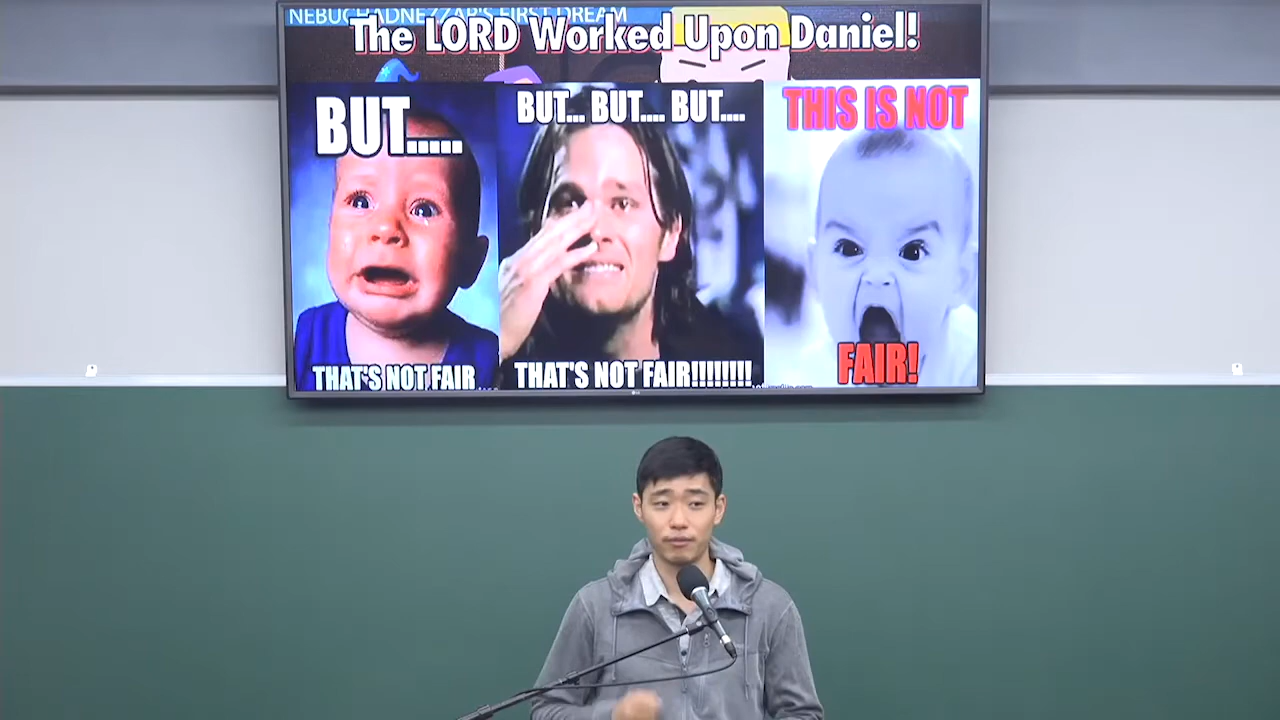 NEBUCHADNEZZAR'S FIRST DREAM
The LORD Worked Upon Daniel!
BUT.....
THAT'S NOT FAIR
BUT... BUT.... BUT....
THAT'S NOT FAIR!!!!!!!!
THIS IS NOT
FAIR!
LG